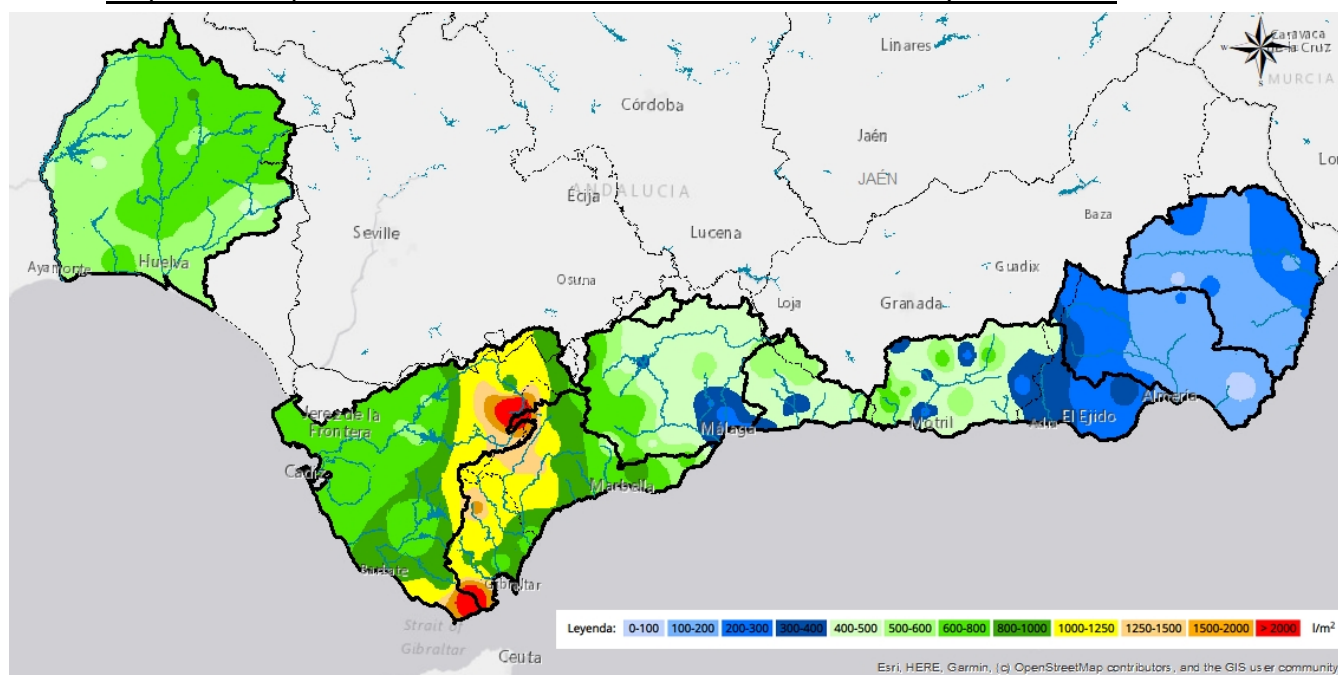 Linares
Caravaca
de la Cruz
W
S
MURCIA
Córdoba
Jaén
JAÉN
Lor
ANDALUCIA
Ecija
Baza
Seville
Lucena
Ayamonte
Huelva
Osuna
Guadix
Loja
Granada
Jerez de la
Frontera
Almería
El Ejido
Málaga
Motril
Adra
Cádiz
Marbella
Barbate
Gibraltar
Strait of
Gibraltar
Leyenda: 0-100 100-200 200-300 300-400 400-500 500-600 600-800 800-1000 1000-1250 1250-1500 1500-2000 > 2000 l/m²
Ceuta
Esri, HERE, Garmin, (c) OpenStreetMap contributors, and the GIS user community